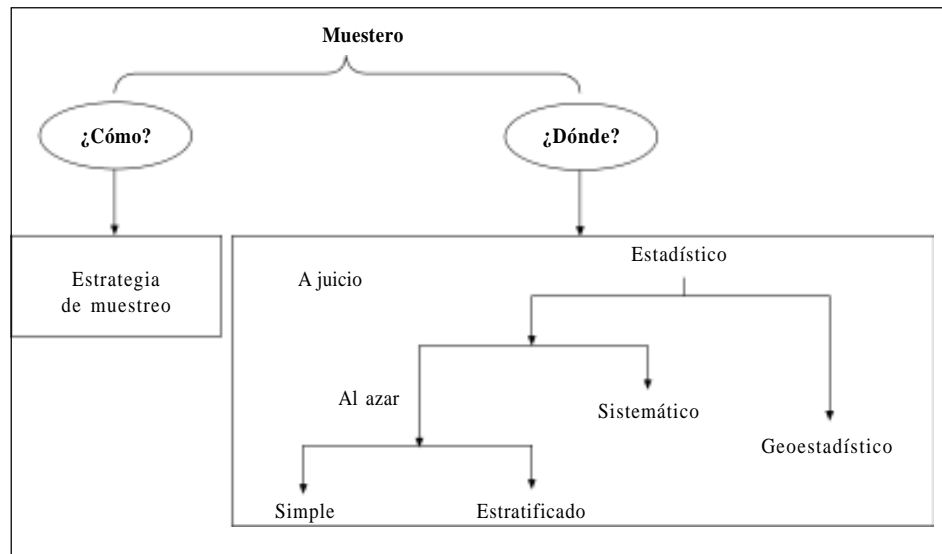 Muestero
¿Cómo?
¿Dónde?
Estrategia
de muestreo
A juicio
Estadístico
Al azar
Sistemático
Geoestadístico
Simple
Estratificado